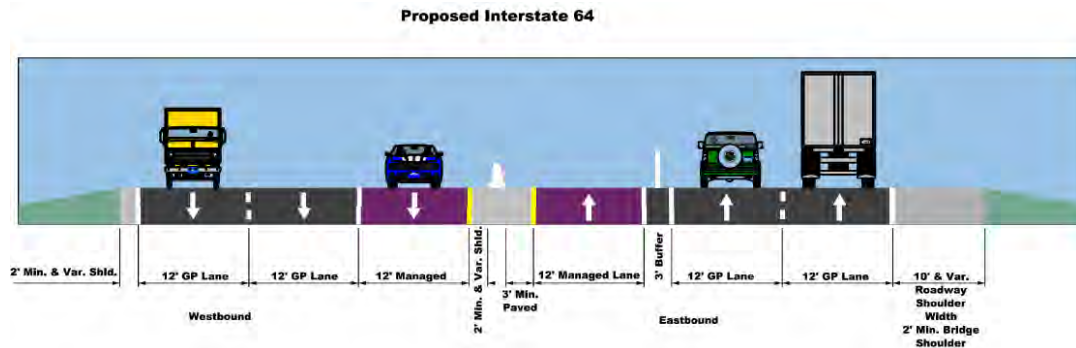 Proposed Interstate 64
2' Min. & Var. Shld.
12' GP Lane
12' GP Lane
12' Managed
2' Min. & Var. Shld.
3' Min.
Paved
12' Managed Lane
3' Buffer
12' GP Lane
12' GP Lane
10' & Var.
Roadway
Shoulder
Width
2' Min. Bridge
Shoulder
Westbound
Eastbound